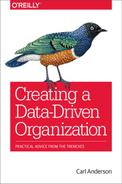 O'REILLY®
Creating a
Data-Driven
Organization
PRACTICAL ADVICE FROM THE TRENCHES
Carl Anderson